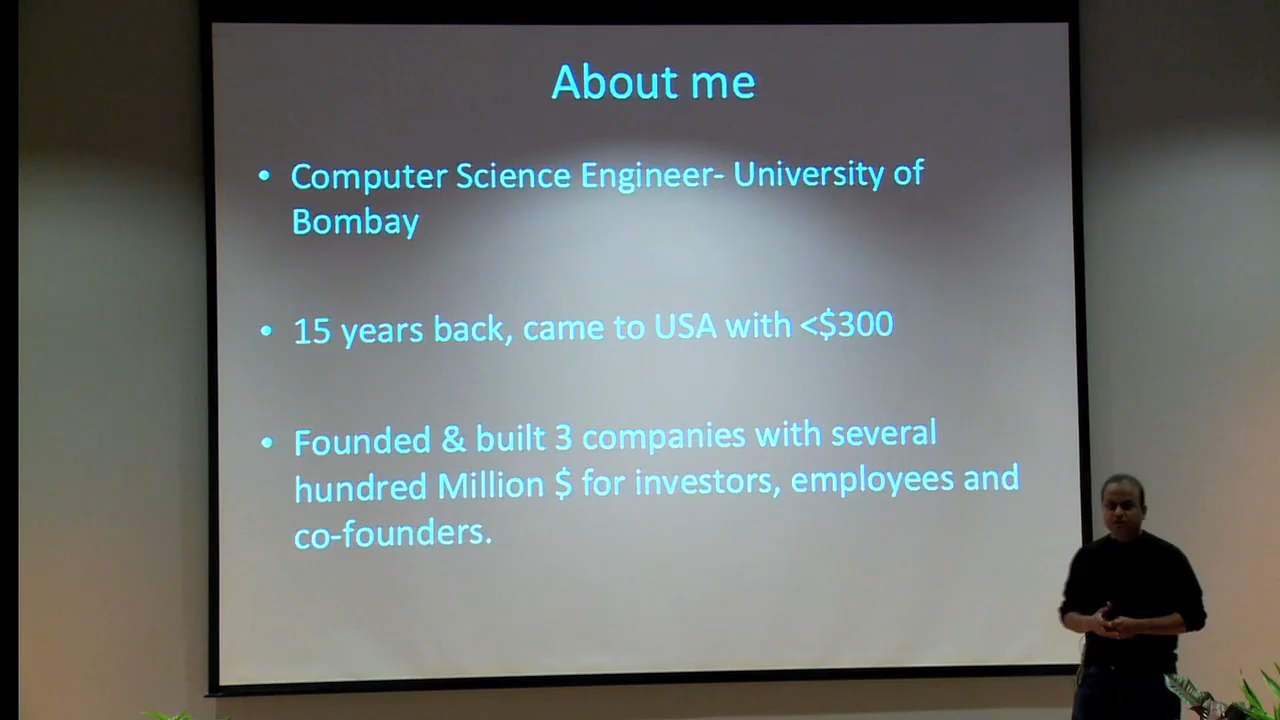 About me
• Computer Science Engineer- University of
Bombay
• 15 years back, came to USA with <$300
• Founded & built 3 companies with several
hundred Million $ for investors, employees and
co-founders.